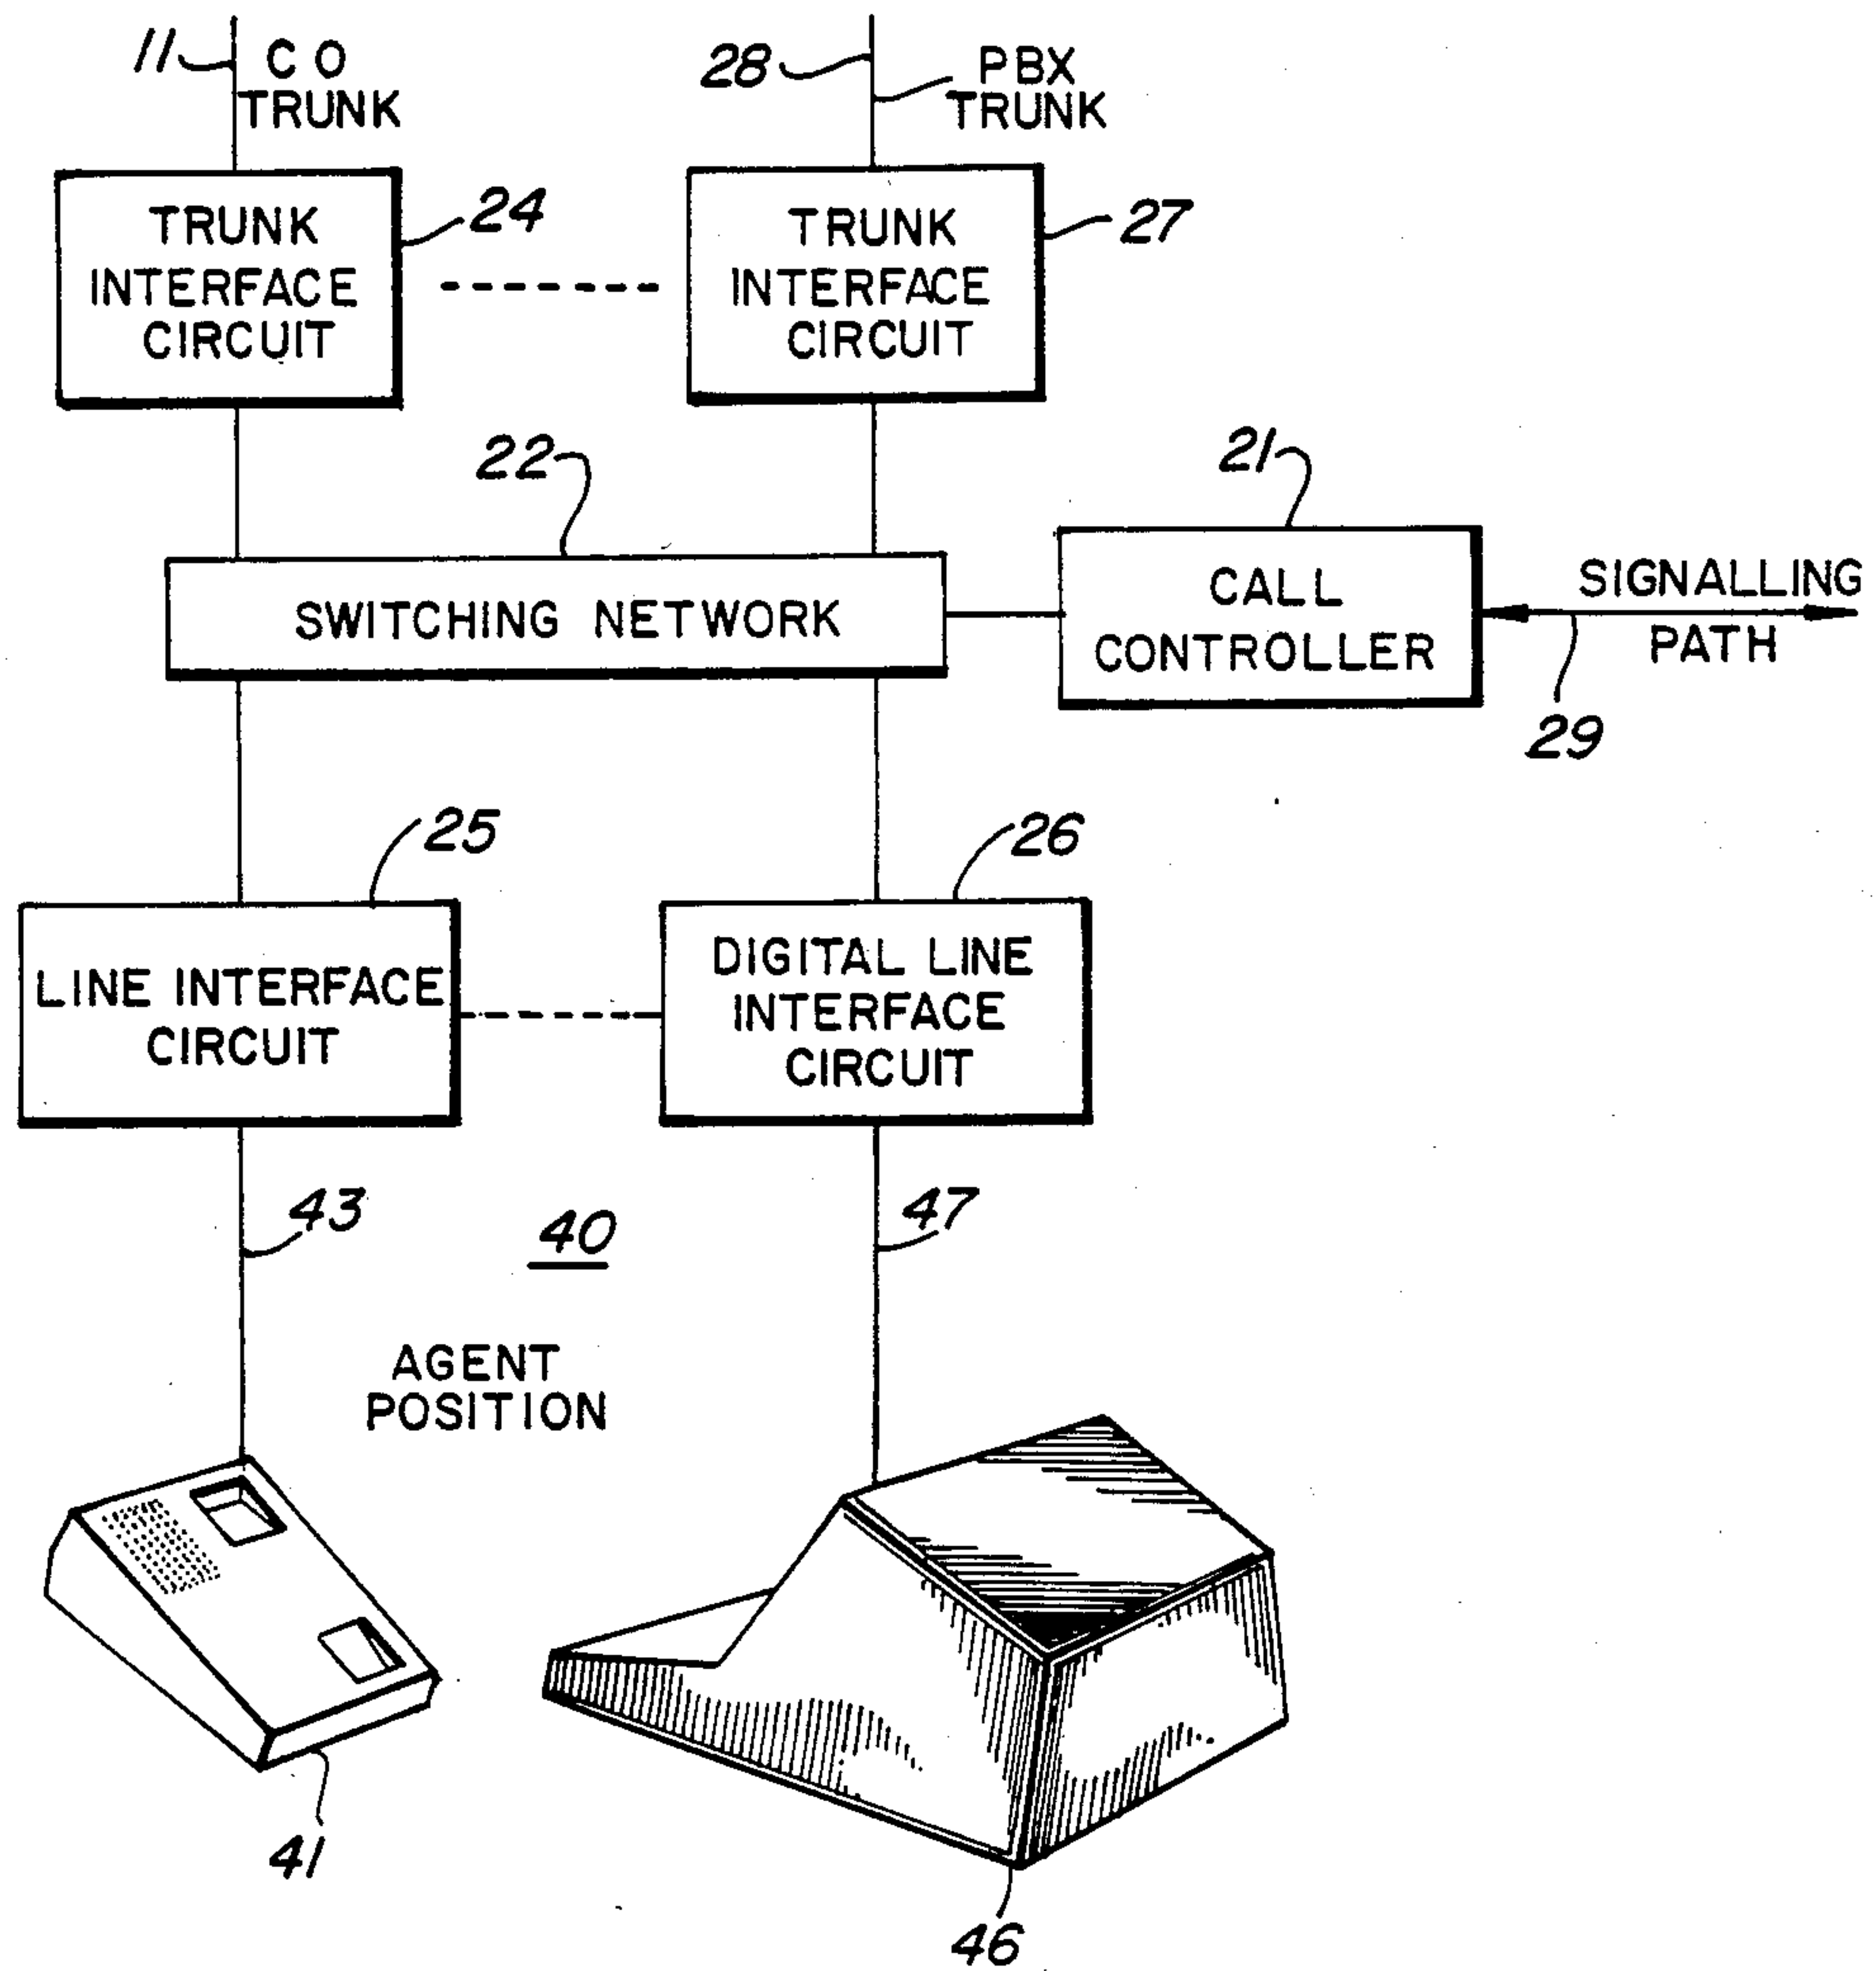 11
C O
TRUNK
28
PBX
TRUNK
TRUNK
INTERFACE
CIRCUIT
24
TRUNK
INTERFACE
CIRCUIT
27
22
21
SWITCHING NETWORK
CALL
CONTROLLER
SIGNALLING
PATH
29
25
26
LINE INTERFACE
CIRCUIT
DIGITAL LINE
INTERFACE
CIRCUIT
43
40
47
AGENT
POSITION
41
46